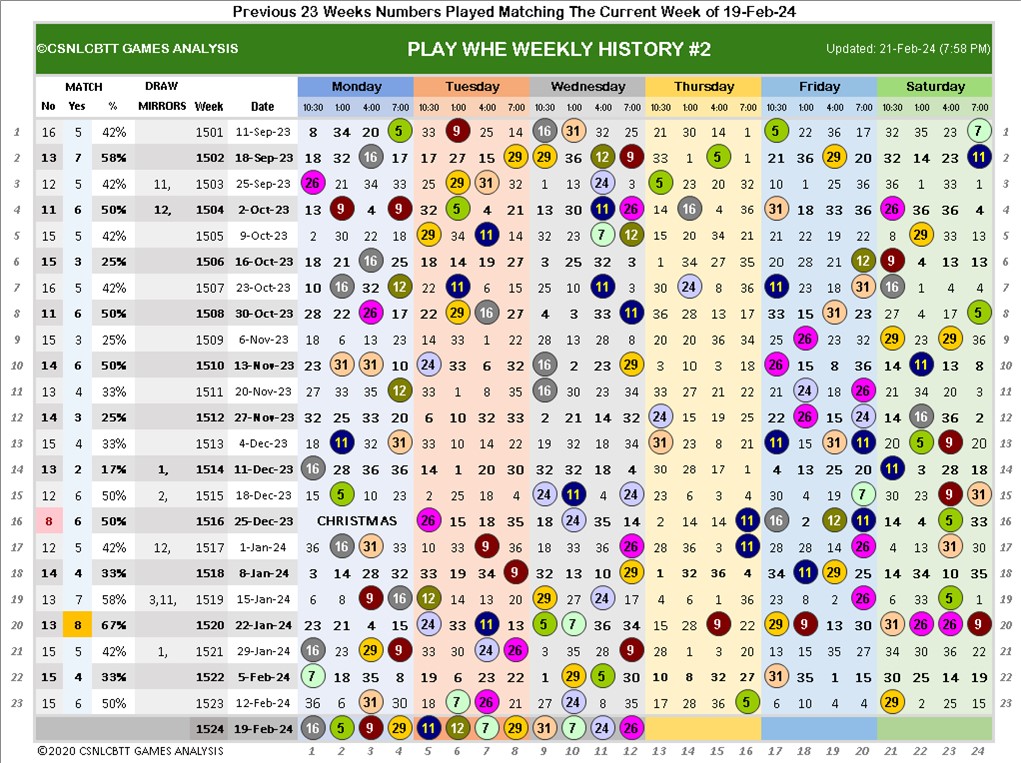 Previous 23 Weeks Numbers Played Matching The Current Week of 19-Feb-24
©CSNLCBTT GAMES ANALYSIS PLAY WHE WEEKLY HISTORY #2 Updated: 21-Feb-24 (7:58 PM)
MATCH DRAW Monday Tuesday Wednesday Thursday Friday Saturday
No Yes % MIRRORS Week Date 10:30 1:00 4:00 7:00 10:30 1:00 4:00 7:00 10:30 1:00 4:00 7:00 10:30 1:00 4:00 7:00 10:30 1:00 4:00 7:00 10:30 1:00 4:00 7:00
1 16 5 42% 1501 11-Sep-23 8 34 20 5 33 9 25 14 16 31 32 25 21 30 14 1 5 22 36 17 32 35 23 7 1
2 13 7 58% 1502 18-Sep-23 18 32 16 17 17 27 15 29 29 36 12 9 33 1 5 1 21 36 29 20 32 14 23 11 2
3 12 5 42% 11, 1503 25-Sep-23 26 21 34 33 25 29 31 32 1 13 24 3 5 23 20 32 10 1 25 36 36 1 33 1 3
4 11 6 50% 12, 1504 2-Oct-23 13 9 4 9 32 5 4 21 13 30 11 26 14 16 4 36 31 18 33 36 26 36 36 4 4
5 15 5 42% 1505 9-Oct-23 2 30 22 18 29 34 11 14 32 23 7 12 15 20 34 21 21 22 19 22 8 29 33 13 5
6 15 3 25% 1506 16-Oct-23 18 21 16 25 18 14 19 27 3 25 32 3 1 34 27 35 20 28 21 12 9 4 13 13 6
7 16 5 42% 1507 23-Oct-23 10 16 32 12 22 11 6 15 25 10 11 3 14 24 8 16 11 23 18 31 16 1 4 4 7
8 11 6 50% 1508 30-Oct-23 28 22 26 17 22 29 16 27 4 3 33 11 36 28 13 17 33 15 31 23 27 4 17 5 8
9 15 3 25% 1509 6-Nov-23 18 6 13 23 14 33 1 22 28 13 28 8 20 20 36 34 25 26 9 32 29 23 29 36 9
10 14 6 50% 1510 13-Nov-23 23 31 31 10 24 33 6 32 16 2 23 29 3 10 3 18 26 15 8 36 14 11 13 8 10
11 13 4 33% 1511 20-Nov-23 27 33 35 12 33 1 8 35 16 30 23 34 33 27 21 22 21 24 18 26 21 34 4 35 11
12 14 3 25% 1512 27-Nov-23 32 25 33 20 6 10 32 33 2 21 14 32 24 15 19 25 22 26 15 24 14 16 36 2 12
13 15 4 33% 1513 4-Dec-23 18 11 32 31 33 10 14 22 19 32 18 34 31 23 8 21 11 19 31 11 20 5 9 20 13
14 13 2 17% 1, 1514 11-Dec-23 16 28 36 36 14 1 20 30 32 32 18 4 30 28 17 1 4 13 25 20 11 3 28 18 14
15 12 6 50% 2, 1515 18-Dec-23 15 5 10 23 2 25 18 4 24 11 4 24 23 6 3 4 30 4 19 7 30 23 9 31 15
16 8 6 50% 1516 25-Dec-23 CHRISTMAS 26 15 18 35 18 24 35 14 2 14 14 11 16 2 12 11 14 4 5 33 16
17 12 5 42% 12, 1517 1-Jan-24 36 16 31 33 10 33 9 36 18 33 36 26 28 36 3 11 28 28 14 26 23 4 31 30 17
18 14 4 33% 1518 8-Jan-24 3 14 28 32 33 19 34 9 32 13 10 29 1 32 36 4 34 11 29 25 14 34 10 35 18
19 13 7 58% 3,11, 1519 15-Jan-24 6 8 9 16 12 14 13 20 29 27 24 17 4 6 1 36 23 19 2 26 6 33 5 1 19
20 13 8 67% 1520 22-Jan-24 23 21 4 15 24 33 11 13 5 7 36 34 15 28 9 22 29 9 13 30 31 26 26 9 20
21 15 5 42% 1, 1521 29-Jan-24 16 23 29 9 33 34 24 26 3 35 18 9 28 1 3 20 13 15 35 27 34 30 36 22 21
22 15 4 33% 1522 5-Feb-24 7 18 35 8 19 6 23 22 1 29 5 30 10 8 32 27 31 35 1 15 30 25 14 19 22
23 15 6 50% 1523 12-Feb-24 36 6 31 30 18 7 26 21 27 24 8 35 17 28 36 5 6 10 4 4 29 2 25 15 23
1524 19-Feb-24 16 5 9 29 11 12 7 29 31 7 24 26
©2020 CSNLCBTT GAMES ANALYSIS 1 2 3 4 5 6 7 8 9 10 11 12 13 14 15 16 17 18 19 20 21 22 23 24